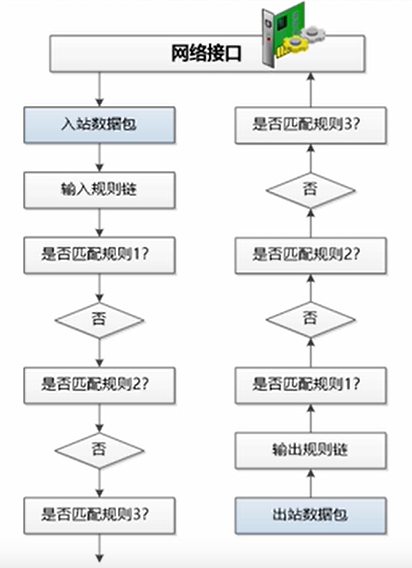 网络接口
入站数据包
输入规则链
是否匹配规则1?
否
是否匹配规则2?
否
是否匹配规则3?
是否匹配规则3?
否
是否匹配规则2?
否
是否匹配规则1?
输出规则链
出站数据包